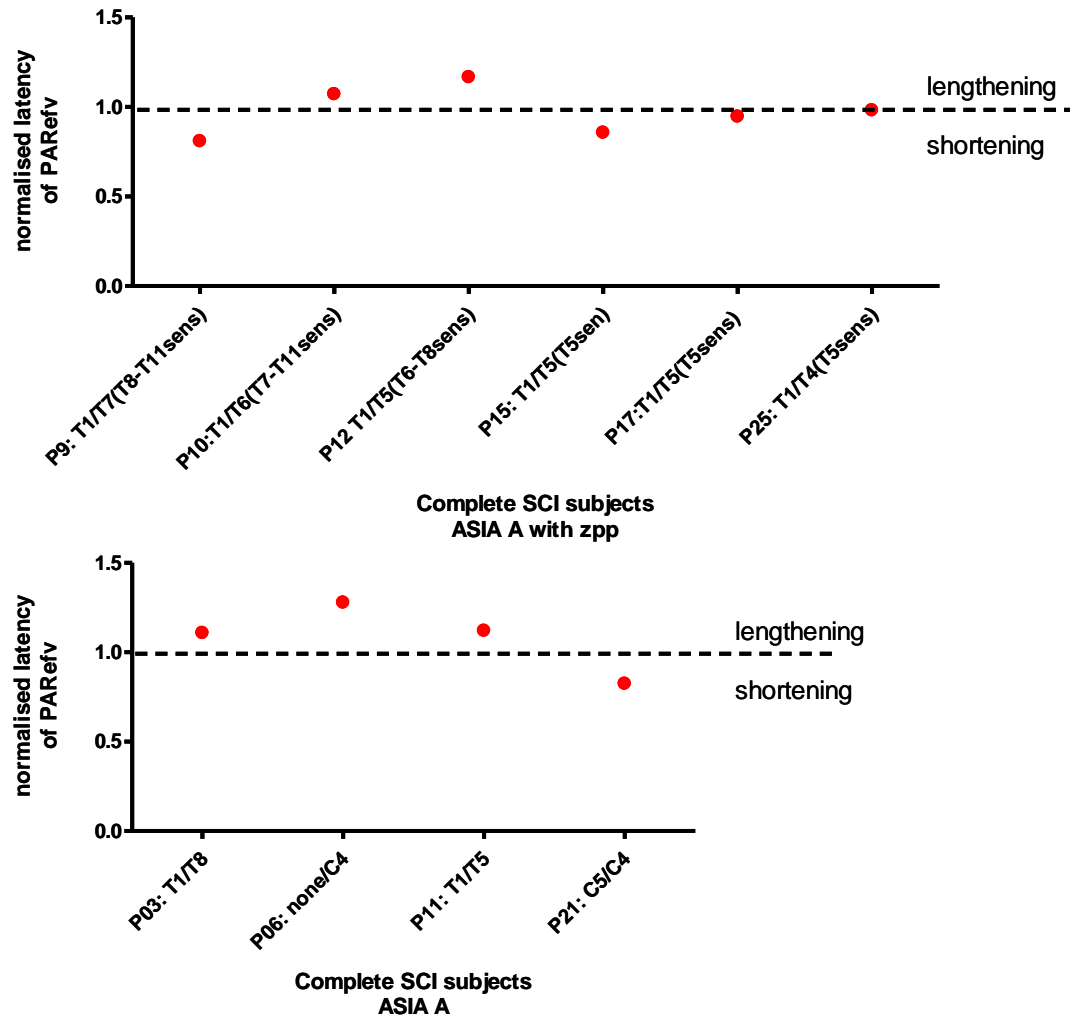 1.5
1.0
0.5
0.0
normalised latency
of PARefv
lengthening
shortening
P9: T1/T7(T8-T11sens)
P10:T1/T6(T7-T11sens)
P12 T1/T5(T6-T8sens)
P15: T1/T5(T5sen)
P17:T1/T5(T5sens)
P25: T1/T4(T5sens)
Complete SCI subjects
ASIA A with zpp
1.5
1.0
0.5
0.0
normalised latency
of PARefv
lengthening
shortening
P03: T1/T8
P06: none/C4
P11: T1/T5
P21: C5/C4
Complete SCI subjects
ASIA A